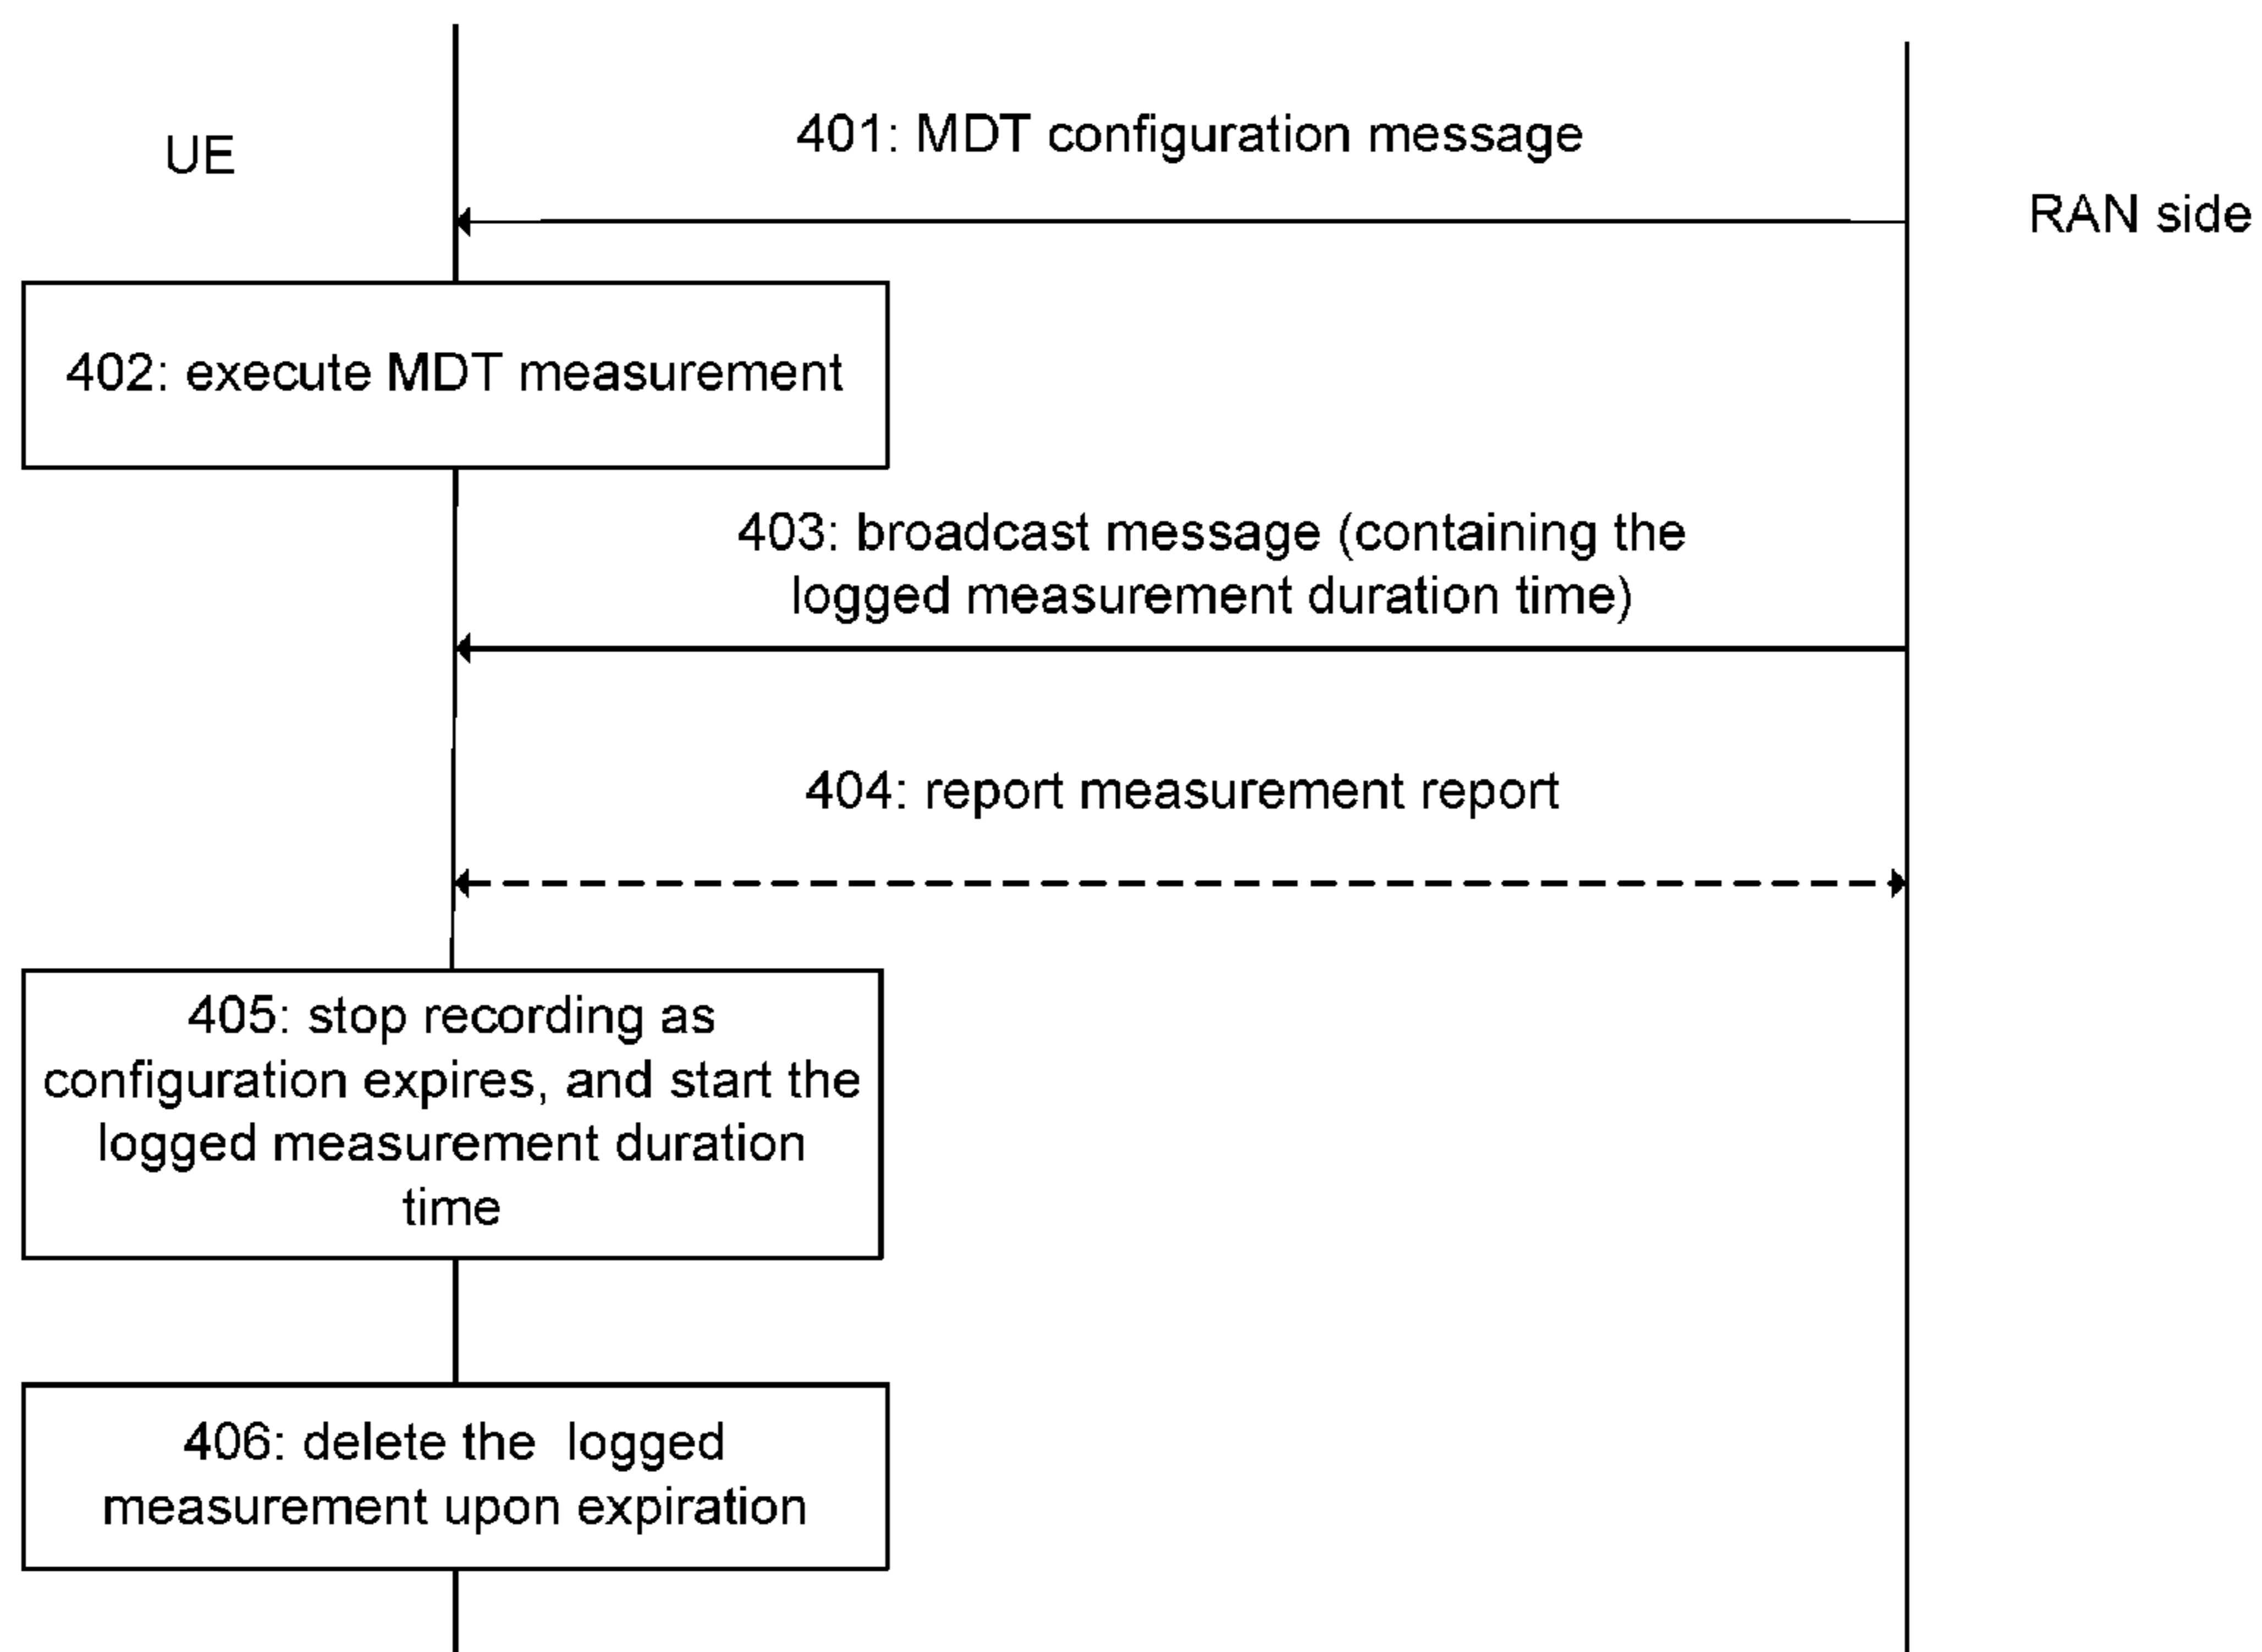 UE
401: MDT configuration message
RAN side
402: execute MDT measurement
403: broadcast message (containing the
logged measurement duration time)
404: report measurement report
405: stop recording as
configuration expires, and start the
logged measurement duration
time
406: delete the logged
measurement upon expiration